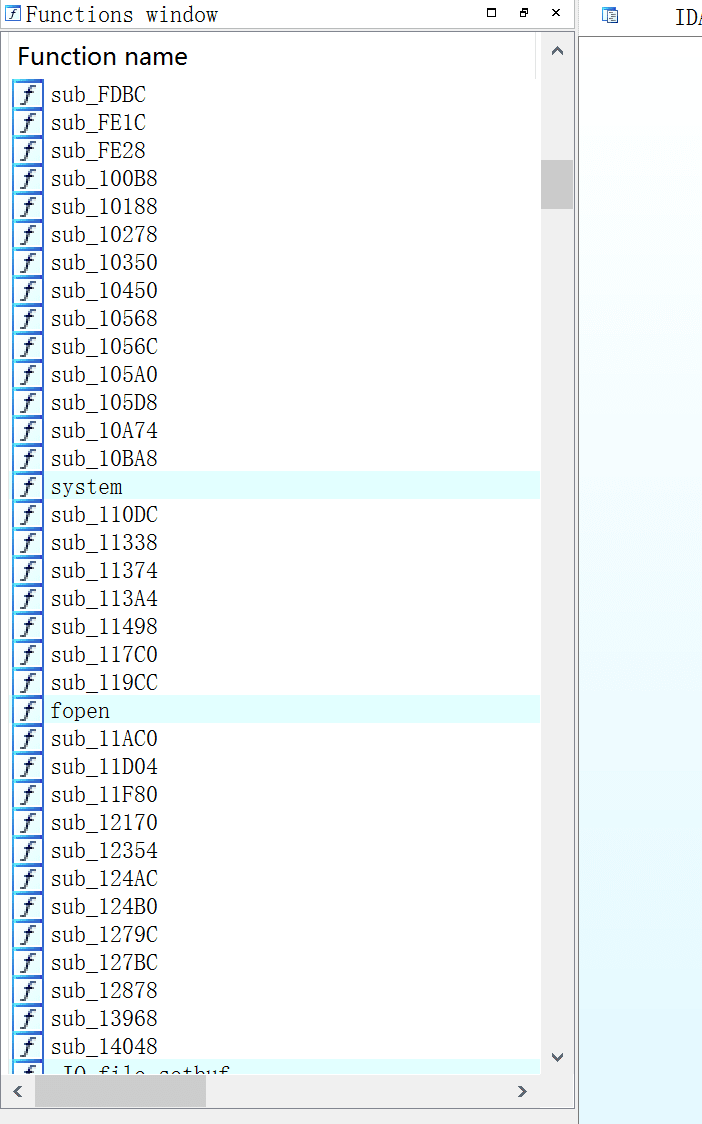 Functions window
IDA
Function name
sub_FDBC
sub_FE1C
sub_FE28
sub_100B8
sub_10188
sub_10278
sub_10350
sub_10450
sub_10568
sub_1056C
sub_105A0
sub_105D8
sub_10A74
sub_10BA8
system
sub_110DC
sub_11338
sub_11374
sub_113A4
sub_11498
sub_117C0
sub_119CC
fopen
sub_11AC0
sub_11D04
sub_11F80
sub_12170
sub_12354
sub_124AC
sub_124B0
sub_1279C
sub_127BC
sub_12878
sub_13968
sub_14048
_IO_file_setbuf